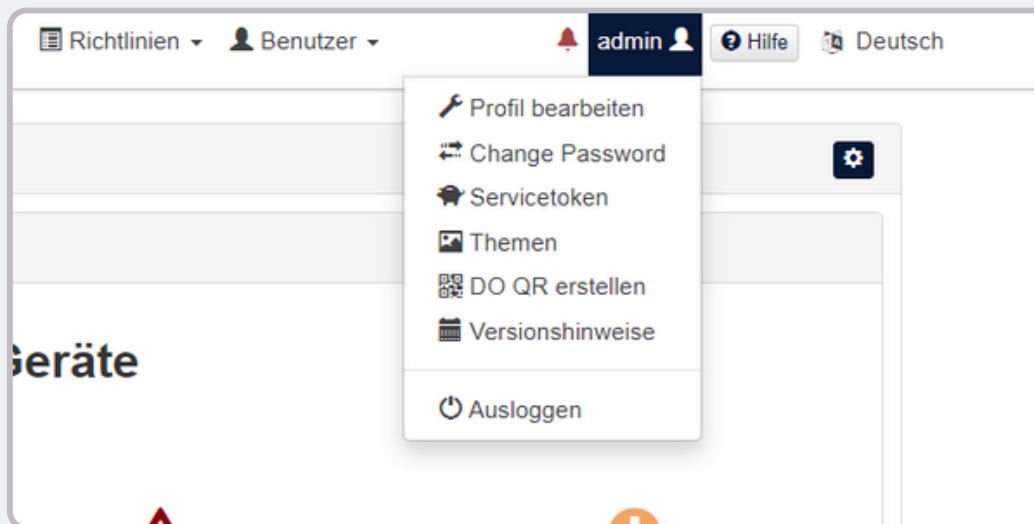 Richtlinien Benutzer admin Hilfe Deutsch
Profil bearbeiten
Change Password
Servicetoken
Themen
DO QR erstellen
Versionshinweise
Geräte
Ausloggen